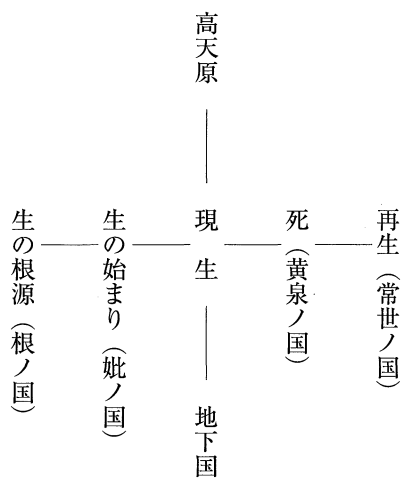 再生（常世ノ国）
死（黄泉ノ国）
高天原
現生
地下国
生の始まり（妣ノ国）
生の根源（根ノ国）